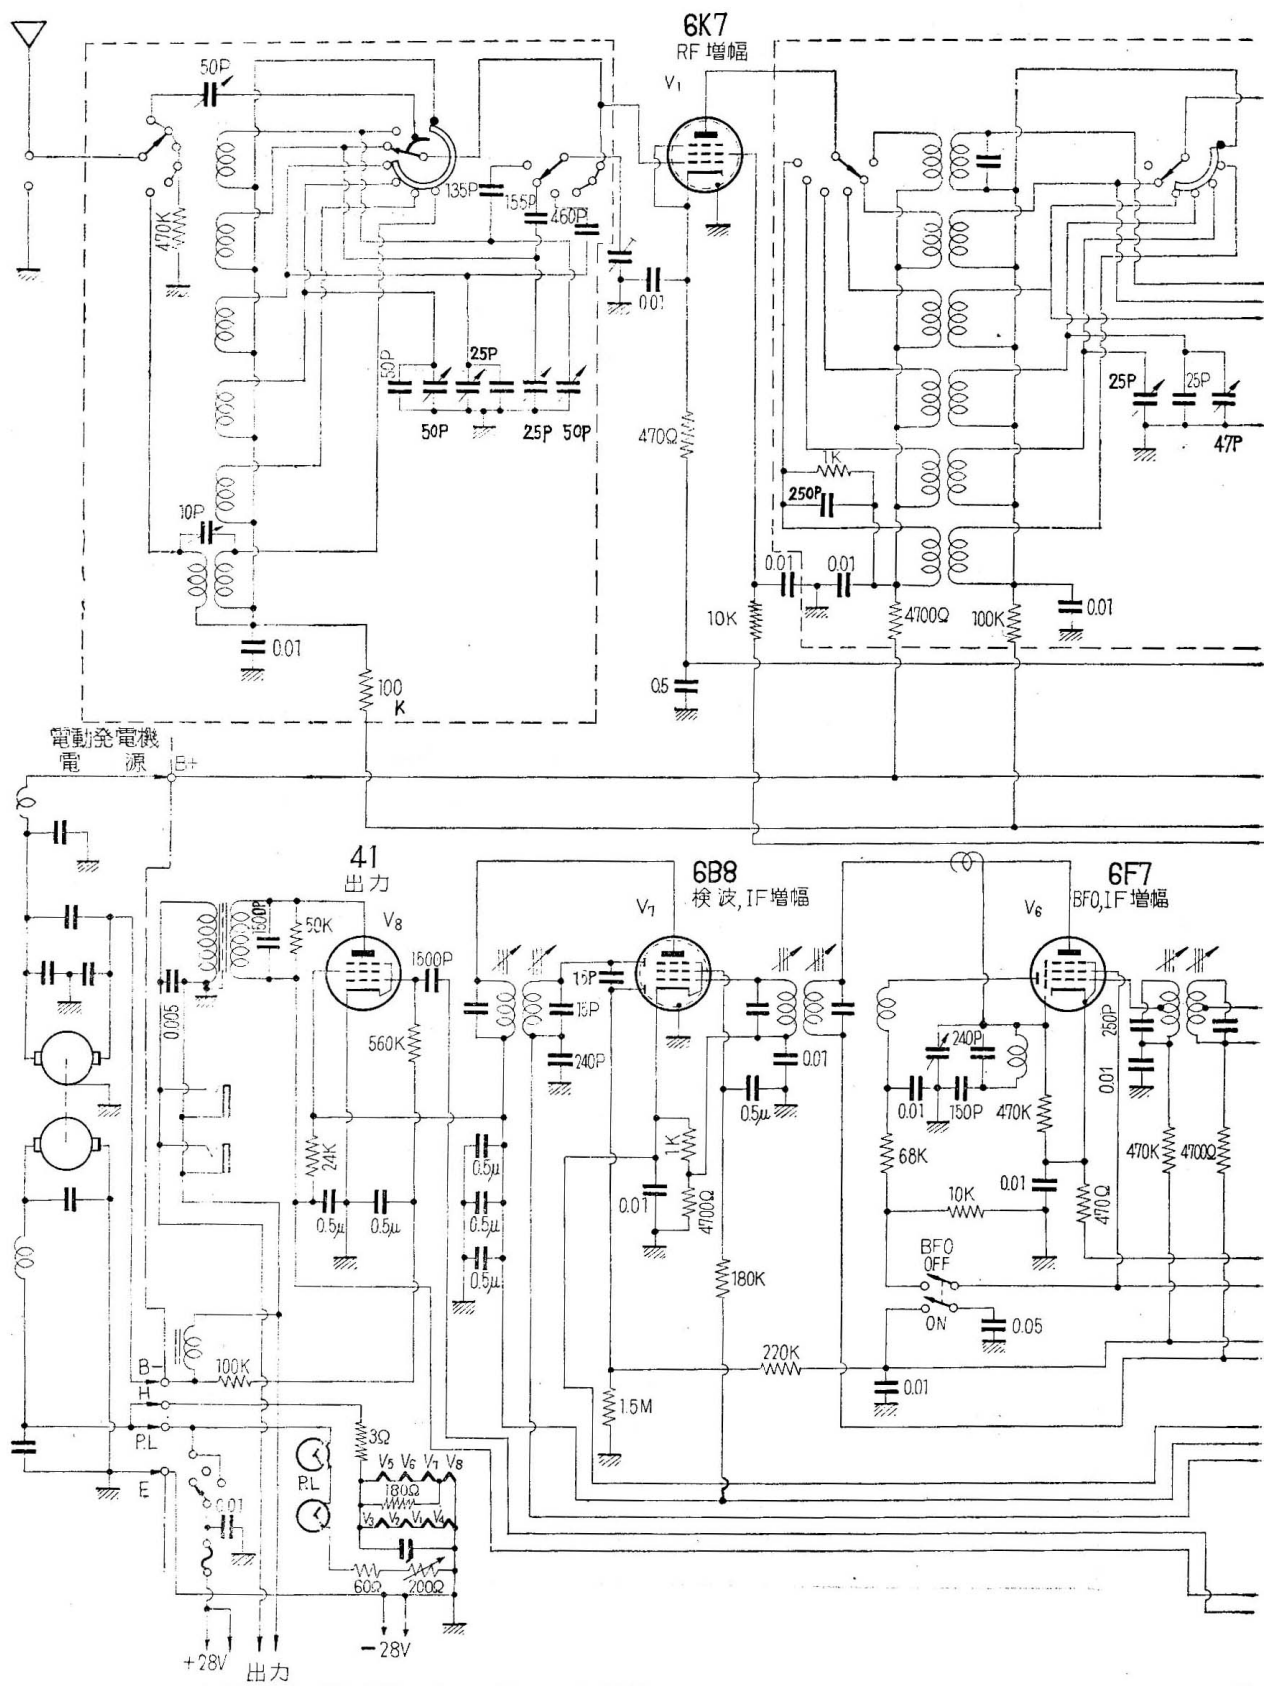 6K7
RF 増幅
V₁
50P
470K
135P
155P
460P
0.01
50P
25P
50P
25P
50P
470Ω
10P
0.01
100
K
0.5
10K
1K
250P
0.01
0.01
4700Ω
100K
0.01
25P
25P
47P
電動発電機
電 源
B+
41
出力
V₈
6B8
検波,IF増幅
V₇
6F7
BFO,IF増幅
V₆
1500P
50K
0.005
1500P
560K
24K
0.5μ
0.5μ
0.5μ
0.5μ
0.5μ
15P
15P
240P
0.01
0.5μ
1K
0.01
4700Ω
180K
1.5M
220K
240P
0.01
150P
470K
68K
10K
0.01
470Ω
250P
0.01
470K
4700Ω
BFO
OFF
ON
0.05
0.01
B-
H
P.L
E
100K
3Ω
P.L
V₅ V₆ V₇ V₈
180Ω
V₃ V₂ V₁ V₄
60Ω
200Ω
0.01
+28V
出力
-28V